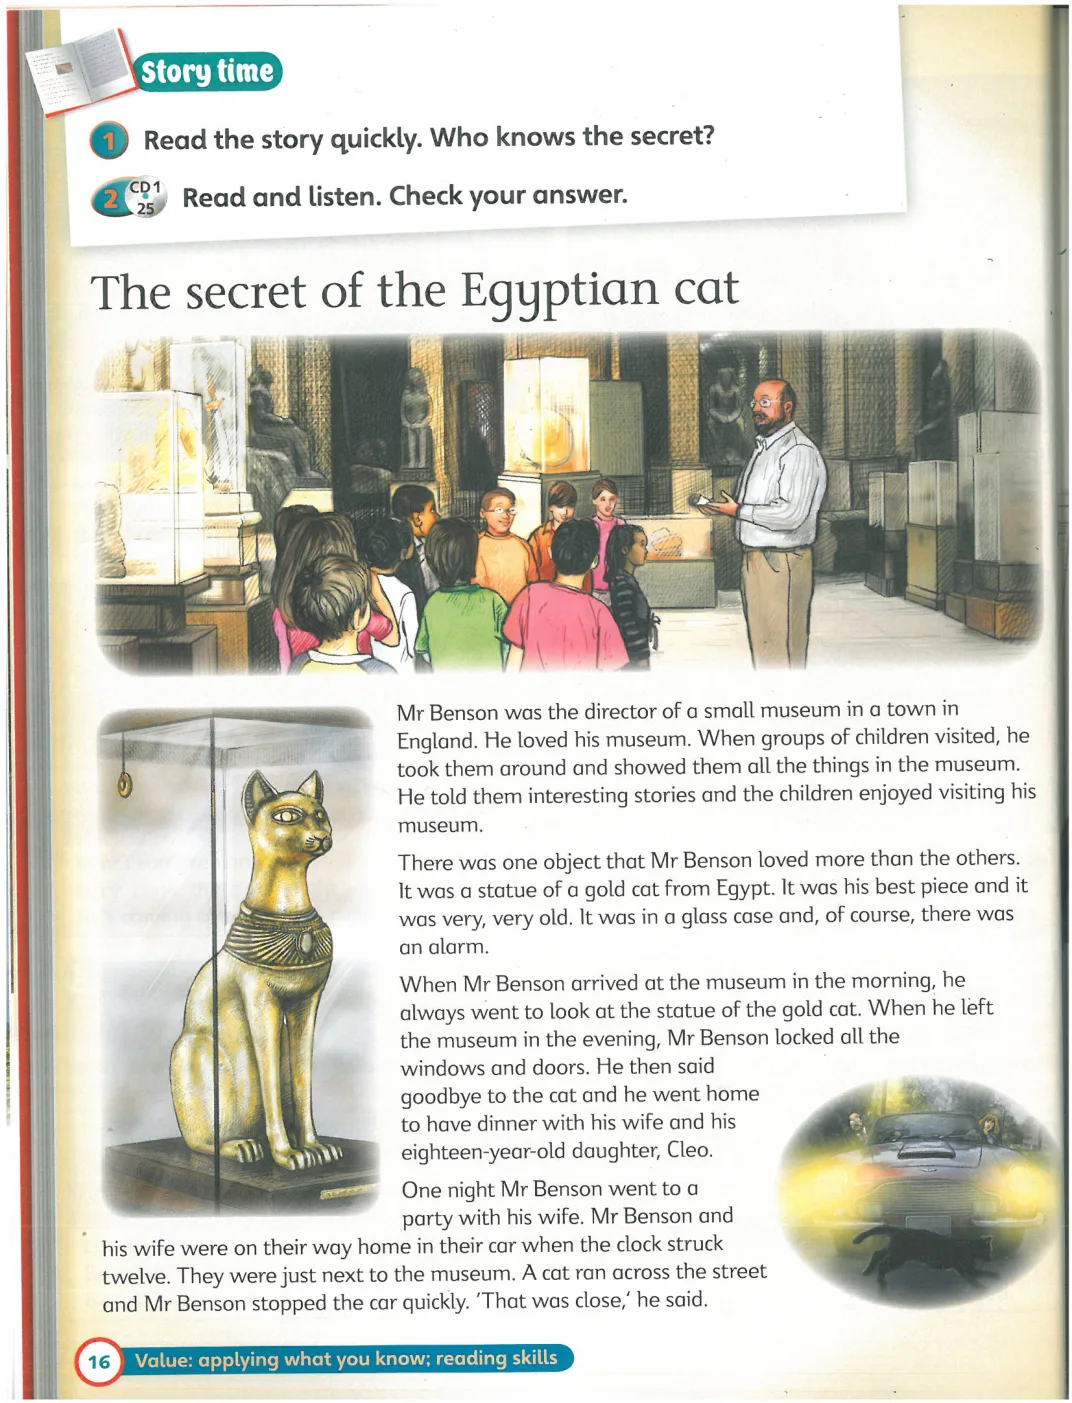 Story time
1 Read the story quickly. Who knows the secret?
2 CD1 25 Read and listen. Check your answer.
The secret of the Egyptian cat
Mr Benson was the director of a small museum in a town in
England. He loved his museum. When groups of children visited, he
took them around and showed them all the things in the museum.
He told them interesting stories and the children enjoyed visiting his
museum.
There was one object that Mr Benson loved more than the others.
It was a statue of a gold cat from Egypt. It was his best piece and it
was very, very old. It was in a glass case and, of course, there was
an alarm.
When Mr Benson arrived at the museum in the morning, he
always went to look at the statue of the gold cat. When he left
the museum in the evening, Mr Benson locked all the
windows and doors. He then said
goodbye to the cat and he went home
to have dinner with his wife and his
eighteen-year-old daughter, Cleo.
One night Mr Benson went to a
party with his wife. Mr Benson and
his wife were on their way home in their car when the clock struck
twelve. They were just next to the museum. A cat ran across the street
and Mr Benson stopped the car quickly. 'That was close,' he said.
16 Value: applying what you know; reading skills